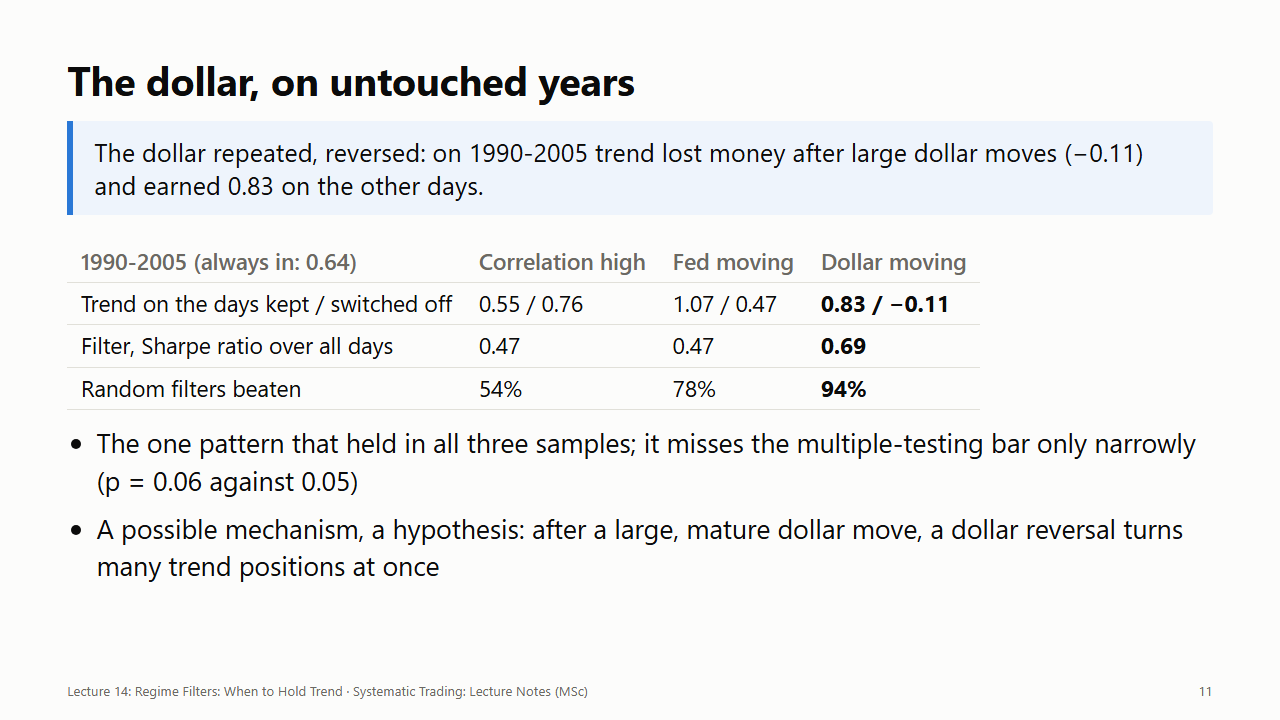 The dollar, on untouched years
The dollar repeated, reversed: on 1990-2005 trend lost money after large dollar moves (−0.11)
and earned 0.83 on the other days.
1990-2005 (always in: 0.64) Correlation high Fed moving Dollar moving
Trend on the days kept / switched off 0.55 / 0.76 1.07 / 0.47 0.83 / −0.11
Filter, Sharpe ratio over all days 0.47 0.47 0.69
Random filters beaten 54% 78% 94%
• The one pattern that held in all three samples; it misses the multiple-testing bar only narrowly
(p = 0.06 against 0.05)
• A possible mechanism, a hypothesis: after a large, mature dollar move, a dollar reversal turns
many trend positions at once
Lecture 14: Regime Filters: When to Hold Trend · Systematic Trading: Lecture Notes (MSc) 11